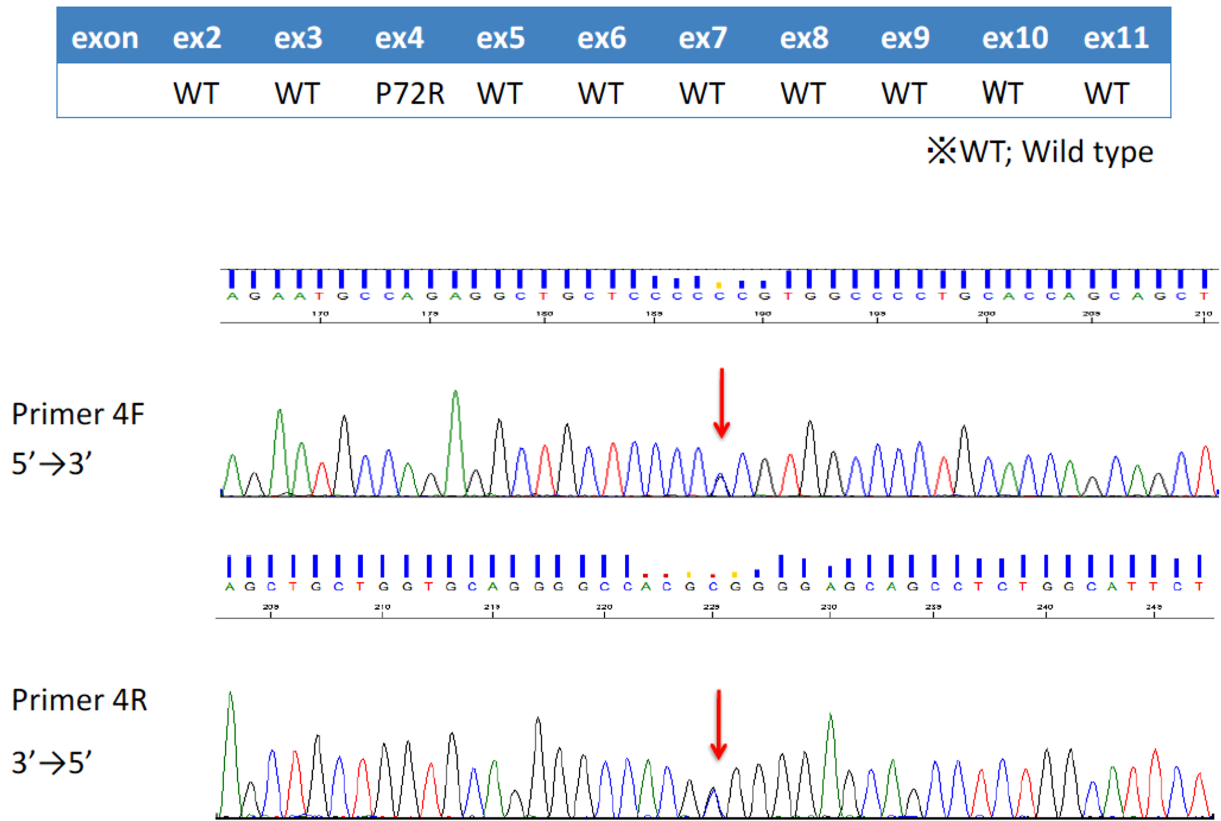 exon ex2 ex3 ex4 ex5 ex6 ex7 ex8 ex9 ex10 ex11
WT WT P72R WT WT WT WT WT WT WT
※WT; Wild type
A G A A T G C C A G A G G C T G C T C C C C C C G T G G C C C C T G C A C C A G C A G C T
170 175 180 185 190 195 200 205 210
Primer 4F
5’→3’
A G C T G C T G G T G C A G G G G C C A C G C G G G G A G C A G C C T C T G G C A T T C T
205 210 215 220 225 230 235 240 245
Primer 4R
3’→5’